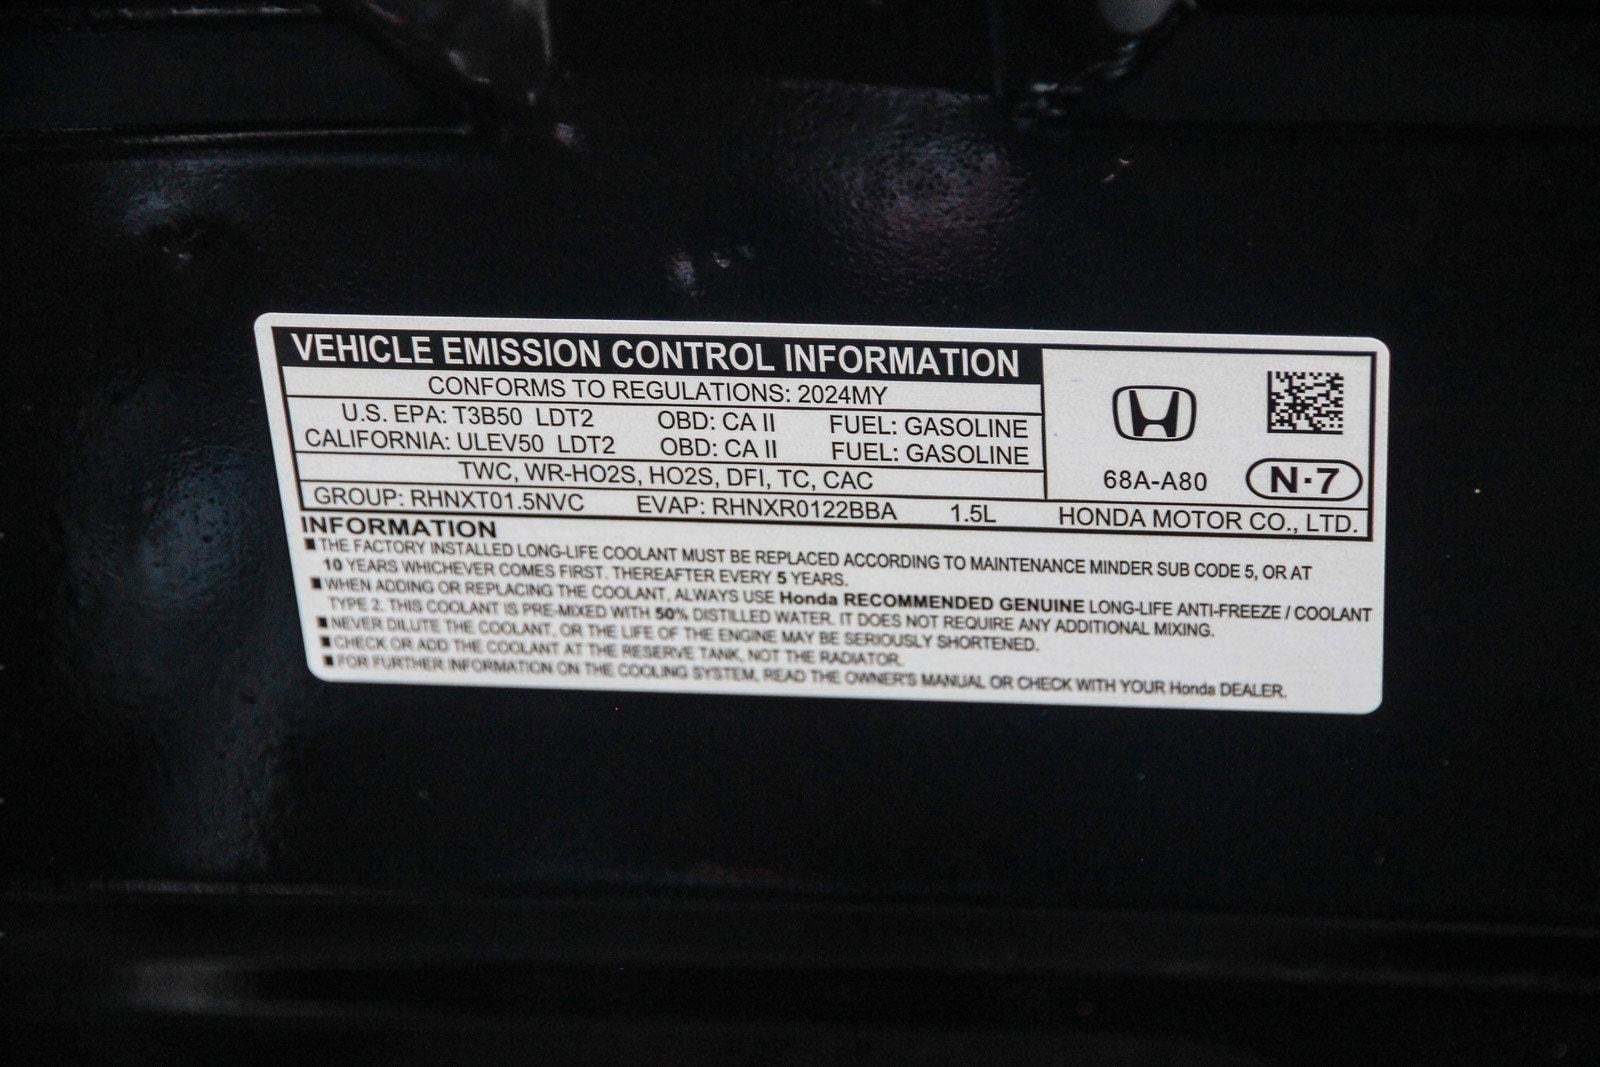 VEHICLE EMISSION CONTROL INFORMATION
CONFORMS TO REGULATIONS: 2024MY
U.S. EPA: T3B50 LDT2 OBD: CA II FUEL: GASOLINE
CALIFORNIA: ULEV50 LDT2 OBD: CA II FUEL: GASOLINE
TWC, WR-HO2S, HO2S, DFI, TC, CAC
68A-A80 N·7
GROUP: RHNXT01.5NVC EVAP: RHNXR0122BBA 1.5L HONDA MOTOR CO., LTD.
INFORMATION
■THE FACTORY INSTALLED LONG-LIFE COOLANT MUST BE REPLACED ACCORDING TO MAINTENANCE MINDER SUB CODE 5, OR AT
10 YEARS WHICHEVER COMES FIRST. THEREAFTER EVERY 5 YEARS.
■WHEN ADDING OR REPLACING THE COOLANT, ALWAYS USE Honda RECOMMENDED GENUINE LONG-LIFE ANTI-FREEZE / COOLANT
TYPE 2. THIS COOLANT IS PRE-MIXED WITH 50% DISTILLED WATER. IT DOES NOT REQUIRE ANY ADDITIONAL MIXING.
■NEVER DILUTE THE COOLANT, OR THE LIFE OF THE ENGINE MAY BE SERIOUSLY SHORTENED.
■CHECK OR ADD THE COOLANT AT THE RESERVE TANK, NOT THE RADIATOR.
■FOR FURTHER INFORMATION ON THE COOLING SYSTEM, READ THE OWNER'S MANUAL OR CHECK WITH YOUR Honda DEALER.